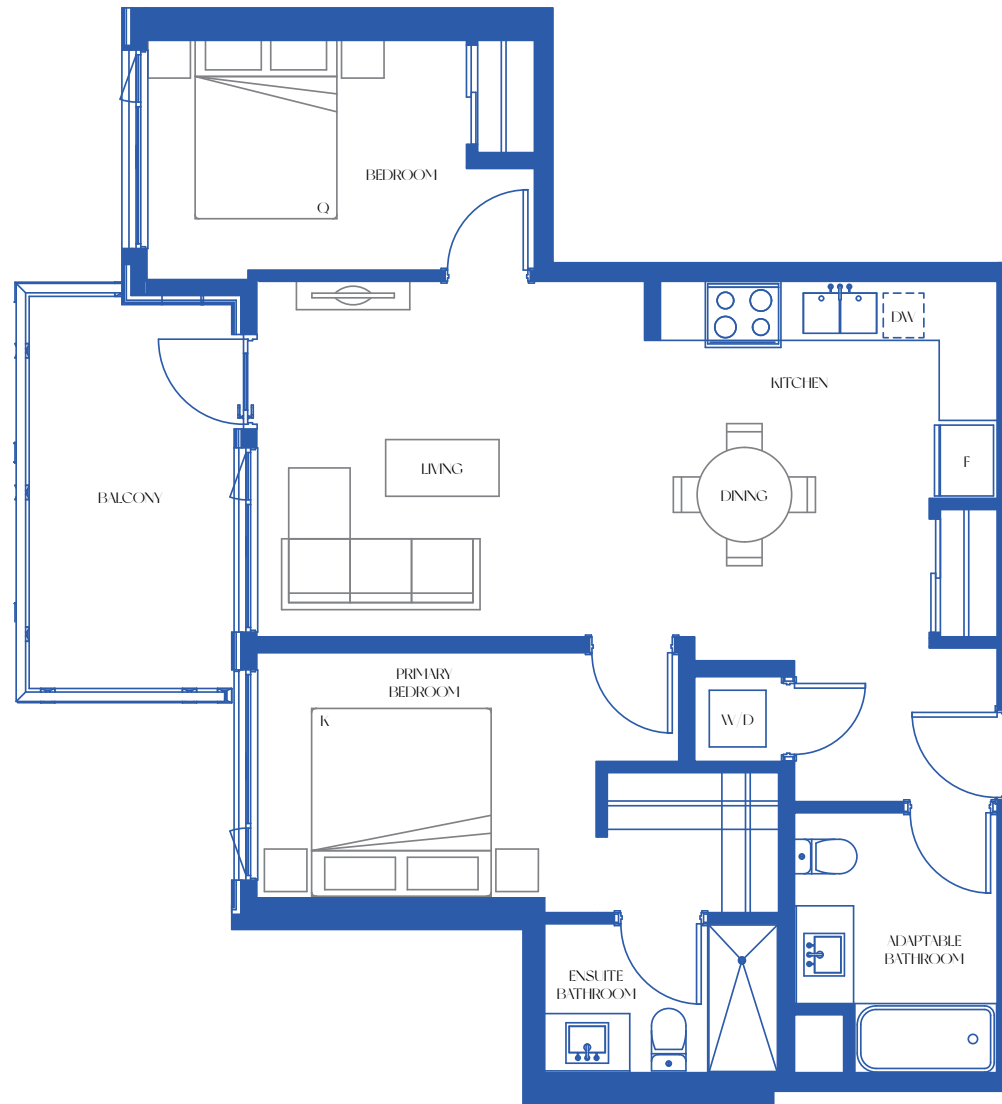 BEDROOM
Q
DW
KITCHEN
LIVING
F
DINING
BALCONY
PRIMARY
BEDROOM
K
W/D
ADAPTABLE
BATHROOM
ENSUITE
BATHROOM